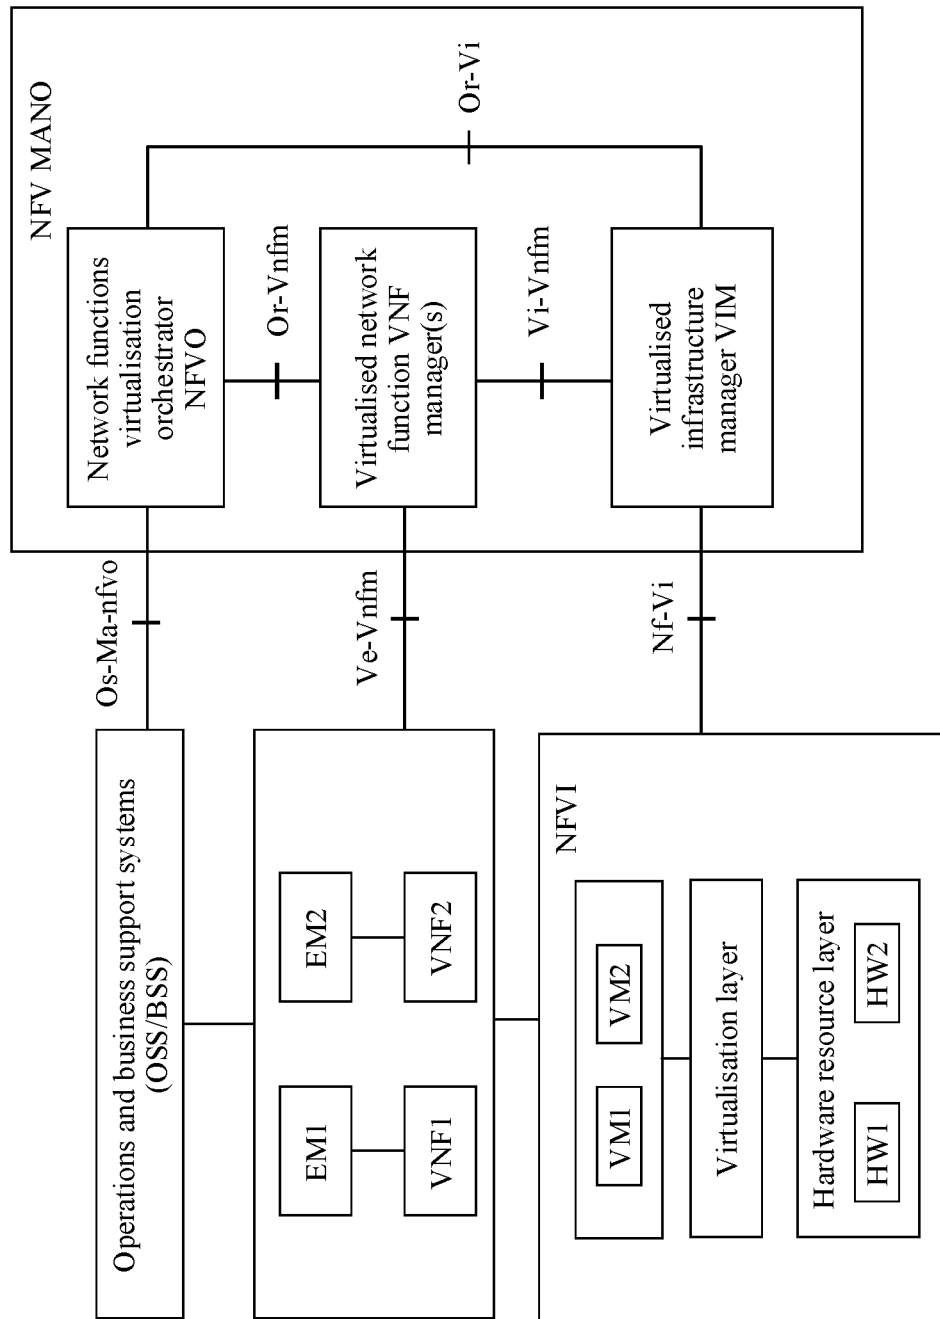 Operations and business support systems
(OSS/BSS)
Os-Ma-nfvo
NFV MANO
Network functions
virtualisation
orchestrator
NFVO
Or-Vnfm
Or-Vi
EM1
EM2
VNF1
VNF2
Ve-Vnfm
Virtualised network
function VNF
manager(s)
Vi-Vnfm
NFVI
VM1
VM2
Virtualisation layer
Hardware resource layer
HW1
HW2
Nf-Vi
Virtualised
infrastructure
manager VIM